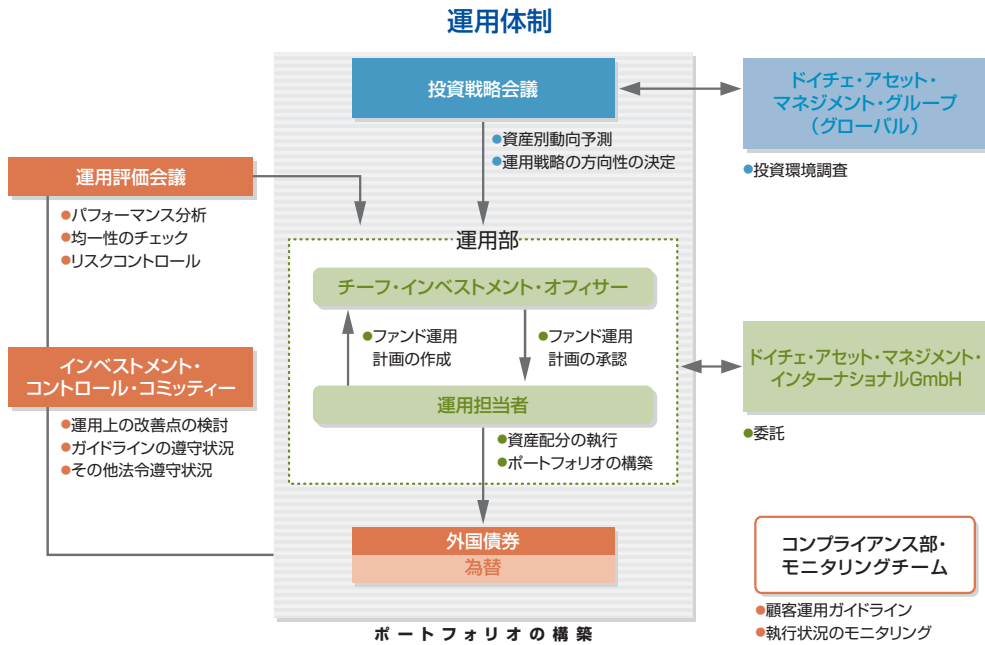 運用体制
投資戦略会議
●資産別動向予測
●運用戦略の方向性の決定
ドイチェ・アセット・
マネジメント・グループ
（グローバル）
●投資環境調査
運用評価会議
●パフォーマンス分析
●均一性のチェック
●リスクコントロール
運用部
チーフ・インベストメント・オフィサー
●ファンド運用
計画の作成
●ファンド運用
計画の承認
運用担当者
●資産配分の執行
●ポートフォリオの構築
インベストメント・
コントロール・コミッティー
●運用上の改善点の検討
●ガイドラインの遵守状況
●その他法令遵守状況
ドイチェ・アセット・マネジメント・
インターナショナルGmbH
●委託
外国債券
為替
ポートフォリオの構築
コンプライアンス部・
モニタリングチーム
●顧客運用ガイドライン
●執行状況のモニタリング